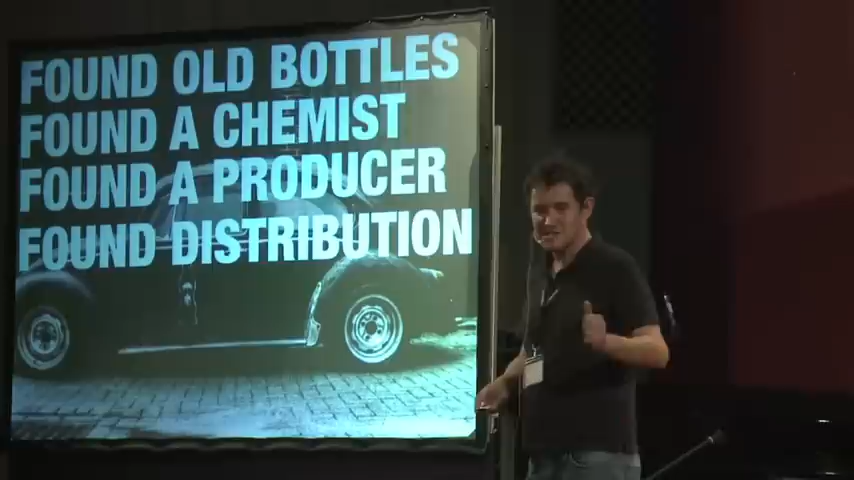 FOUND OLD BOTTLES
FOUND A CHEMIST
FOUND A PRODUCER
FOUND DISTRIBUTION